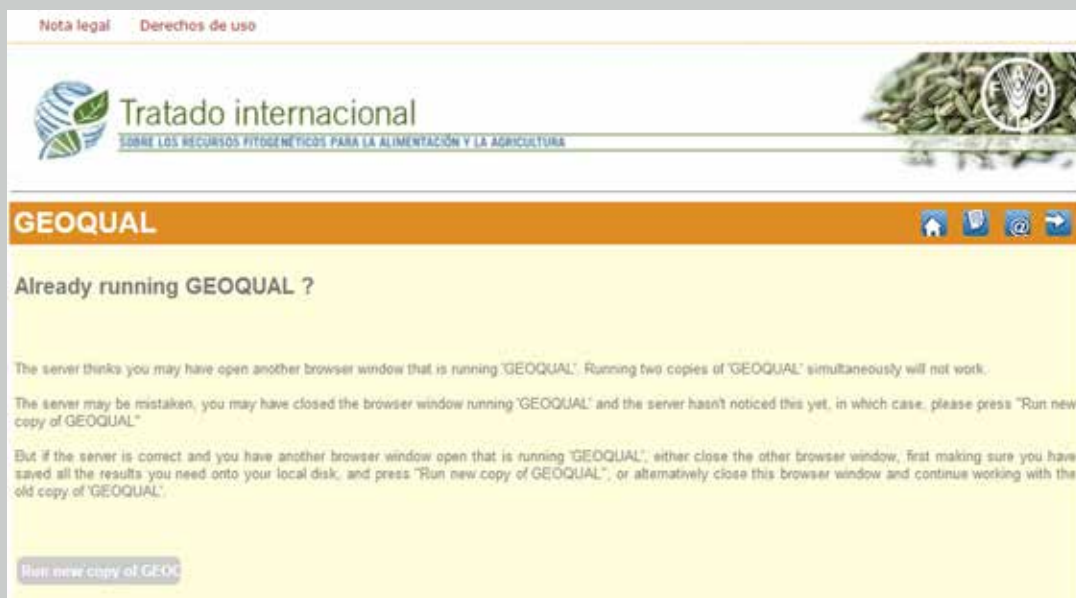 Nota legal Derechos de uso
Tratado internacional
SOBRE LOS RECURSOS FITOGENÉTICOS PARA LA ALIMENTACIÓN Y LA AGRICULTURA
FAO
GEOQUAL
Already running GEOQUAL ?
The server thinks you may have open another browser window that is running 'GEOQUAL'. Running two copies of 'GEOQUAL' simultaneously will not work.
The server may be mistaken, you may have closed the browser window running 'GEOQUAL' and the server hasn't noticed this yet, in which case, please press "Run new
copy of GEOQUAL"
But if the server is correct and you have another browser window open that is running 'GEOQUAL', either close the other browser window, first making sure you have
saved all the results you need onto your local disk, and press "Run new copy of GEOQUAL", or alternatively close this browser window and continue working with the
old copy of 'GEOQUAL'.
Run new copy of GEOQ